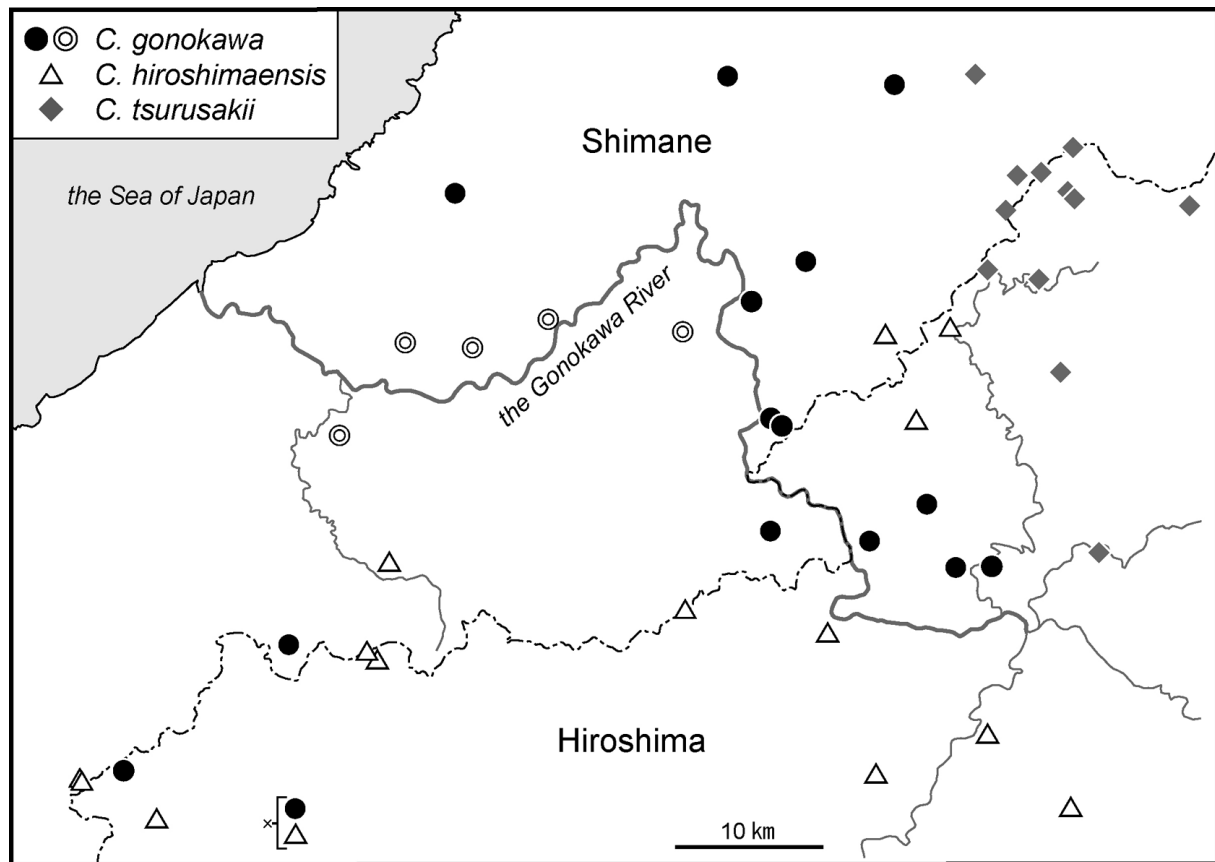 C. gonokawa
C. hiroshimaensis
C. tsurusakii
Shimane
the Sea of Japan
the Gonokawa River
Hiroshima
10 km
×